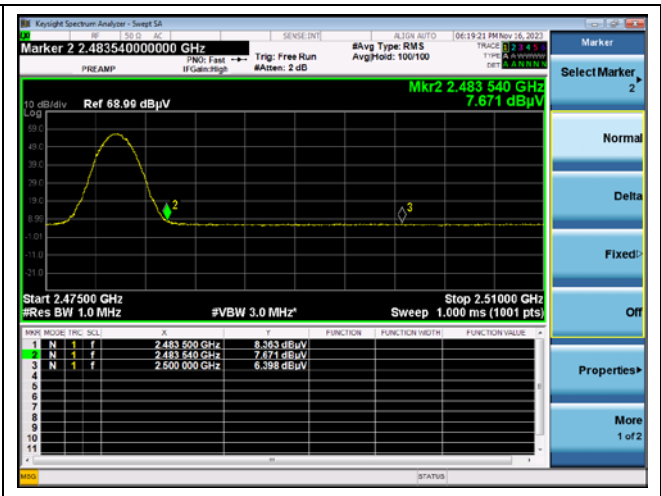 Keysight Spectrum Analyzer - Swept SA
RF 50 Ω AC SENSE:INT ALIGN AUTO 06:19:21 PM Nov 16, 2023
Marker 2 2.483540000000 GHz
PREAMP
PNO: Fast
IFGain:High
Trig: Free Run
#Atten: 2 dB
#Avg Type: RMS
Avg|Hold: 100/100
TRACE 1 2 3 4 5 6
TYPE
DET A A N N N N
Mkr2 2.483 540 GHz
7.671 dBµV
10 dB/div Ref 68.99 dBµV
Log
59.0
49.0
39.0
29.0
19.0
8.99
-1.01
-11.0
-21.0
2
3
Start 2.47500 GHz Stop 2.51000 GHz
#Res BW 1.0 MHz #VBW 3.0 MHz* Sweep 1.000 ms (1001 pts)
MKR MODE TRC SCL X Y FUNCTION FUNCTION WIDTH FUNCTION VALUE
1 N 1 f 2.483 500 GHz 8.363 dBµV
2 N 1 f 2.483 540 GHz 7.671 dBµV
3 N 1 f 2.500 000 GHz 6.398 dBµV
4
5
6
7
8
9
10
11
MSG STATUS
Marker
Select Marker
2
Normal
Delta
Fixed
Off
Properties
More
1 of 2